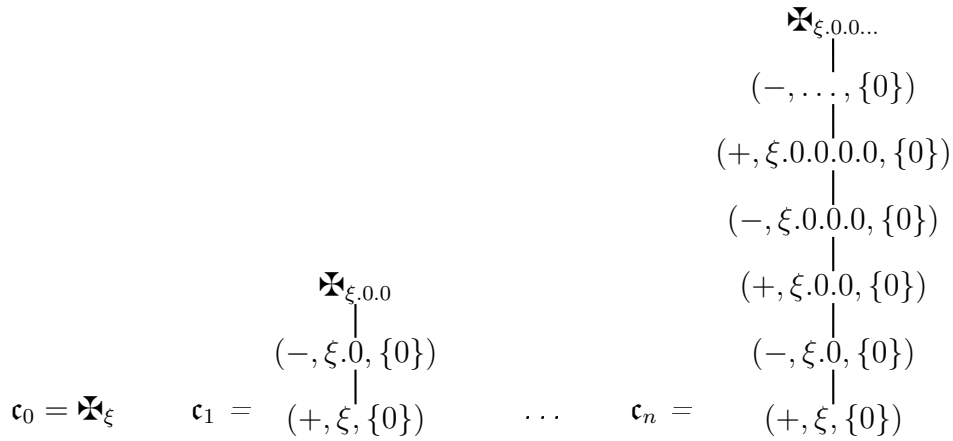 ✠_{ξ.0.0...}
(−, . . . , {0})
(+, ξ.0.0.0.0, {0})
(−, ξ.0.0.0, {0})
✠_{ξ.0.0}
(+, ξ.0.0, {0})
(−, ξ.0, {0})
(−, ξ.0, {0})
𝔠₀ = ✠_ξ 𝔠₁ = (+, ξ, {0}) . . . 𝔠ₙ = (+, ξ, {0})